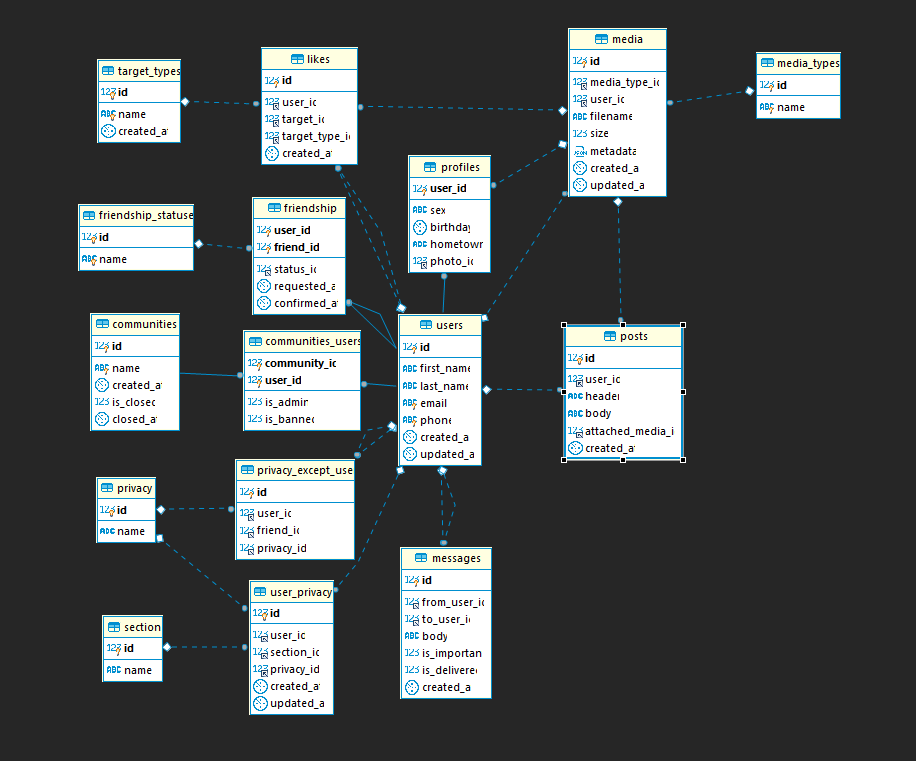 target_types
id
name
created_a
likes
id
user_ic
target_ic
target_type_ic
created_a
media
id
media_type_ic
user_ic
filename
size
metadata
created_a
updated_a
media_types
id
name
profiles
user_id
sex
birthday
hometown
photo_ic
friendship_statuse
id
name
friendship
user_id
friend_id
status_ic
requested_a
confirmed_a
communities
id
name
created_a
is_closec
closed_a
communities_users
community_ic
user_id
is_admin
is_bannec
users
id
first_name
last_name
email
phone
created_a
updated_a
posts
id
user_ic
header
body
attached_media_i
created_a
privacy
id
name
privacy_except_use
id
user_ic
friend_ic
privacy_id
section
id
name
user_privacy
id
user_ic
section_ic
privacy_id
created_a
updated_a
messages
id
from_user_ic
to_user_ic
body
is_importan
is_delivere
created_a